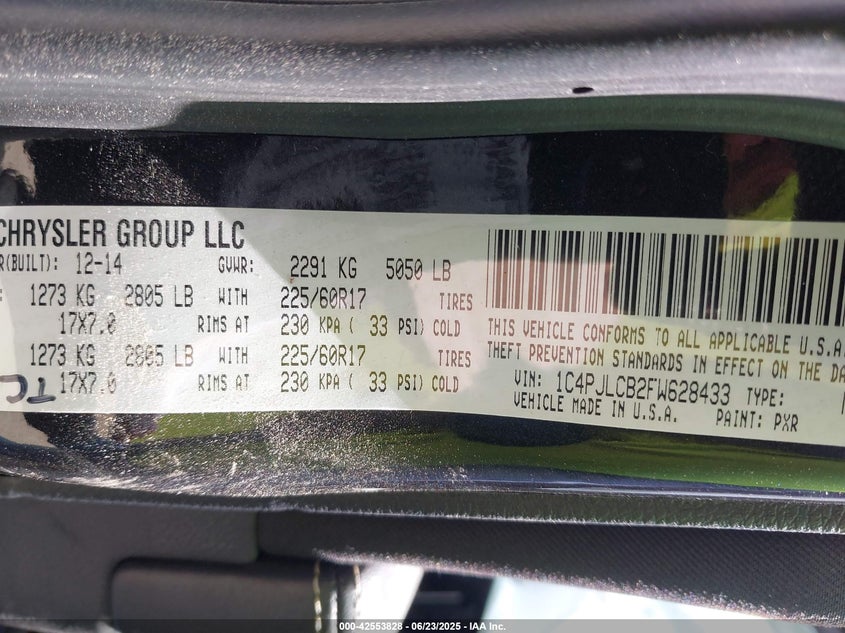 CHRYSLER GROUP LLC
R(BUILT): 12-14 GVWR: 2291 KG 5050 LB
: 1273 KG 2805 LB WITH 225/60R17 TIRES
17X7.0 RIMS AT 230 KPA ( 33 PSI) COLD
1273 KG 2805 LB WITH 225/60R17 TIRES
17X7.0 RIMS AT 230 KPA ( 33 PSI) COLD
TC
THIS VEHICLE CONFORMS TO ALL APPLICABLE U.S.A.
THEFT PREVENTION STANDARDS IN EFFECT ON THE DA
VIN: 1C4PJLCB2FW628433 TYPE:
VEHICLE MADE IN U.S.A. PAINT: PXR
000-42553828 - 06/23/2025 - IAA Inc.